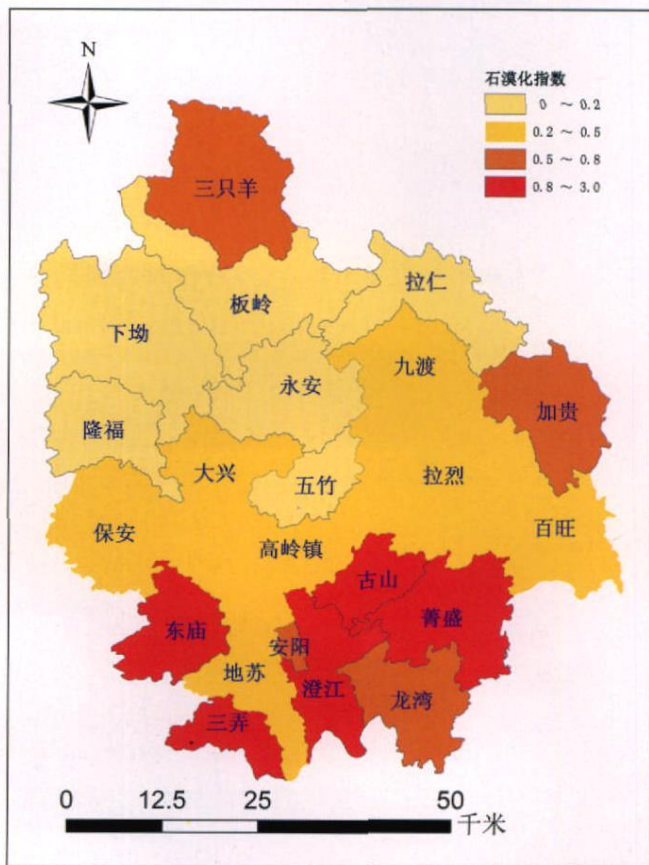 N
石漠化指数
0 ～ 0.2
0.2 ～ 0.5
0.5 ～ 0.8
0.8 ～ 3.0
三只羊
拉仁
板岭
下坳
九渡
永安
加贵
隆福
大兴
拉烈
五竹
百旺
保安
高岭镇
古山
菁盛
东庙
安阳
地苏
澄江
龙湾
三弄
0 12.5 25 50
千米